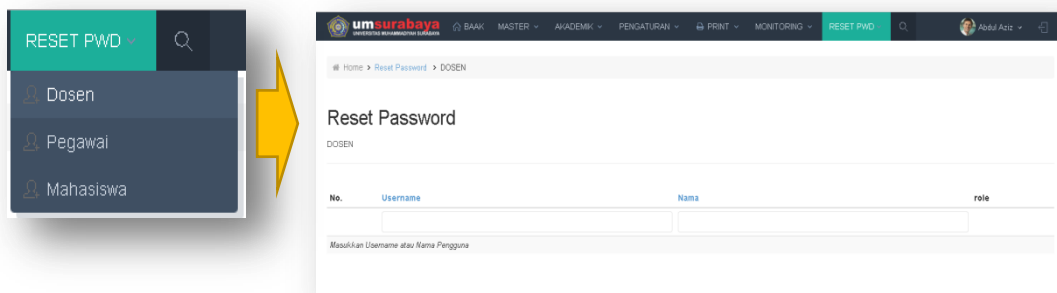 RESET PWD
Dosen
Pegawai
Mahasiswa
umsurabaya
UNIVERSITAS MUHAMMADIYAH SURABAYA
BAAK MASTER AKADEMIK PENGATURAN PRINT MONITORING RESET PWD Abdul Aziz
Home > Reset Password > DOSEN
Reset Password
DOSEN
No. Username Nama role
Masukkan Username atau Nama Pengguna